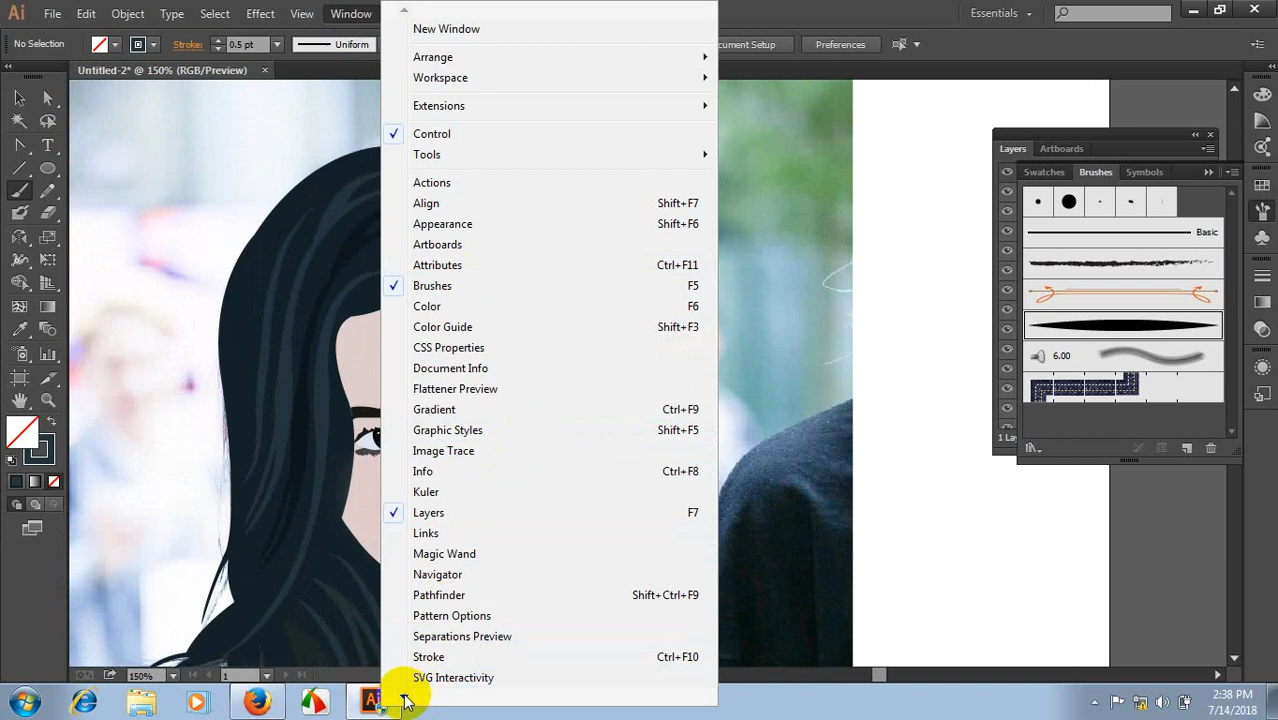 Ai File Edit Object Type Select Effect Window
Essentials
No Selection Stroke: 0.5 pt Uniform
Document Setup Preferences
Untitled-2* @ 150% (RGB/Preview)
New Window
Arrange
Workspace
Extensions
Control
Tools
Actions
Align Shift+F7
Appearance Shift+F6
Artboards
Attributes Ctrl+F11
Brushes F5
Color F6
Color Guide Shift+F3
CSS Properties
Document Info
Flattener Preview
Gradient Ctrl+F9
Graphic Styles Shift+F5
Image Trace
Info Ctrl+F8
Kuler
Layers F7
Links
Magic Wand
Navigator
Pathfinder Shift+Ctrl+F9
Pattern Options
Separations Preview
Stroke Ctrl+F10
SVG Interactivity
Layers Artboards
Swatches Brushes Symbols
Basic
6.00
1 Lay
150% 1
Ai
2:38 PM
7/14/2018